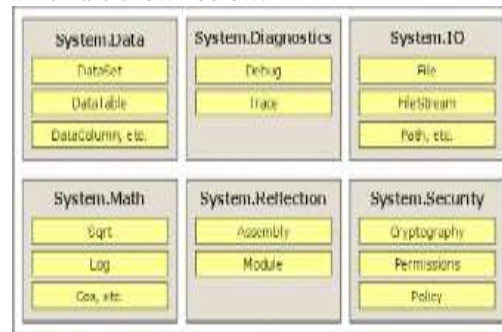 System.Data
DataSet
DataTable
DataColumn, etc.
System.Diagnostics
Debug
Trace
System.IO
File
FileStream
Path, etc.
System.Math
Sqrt
Log
Cos, etc.
System.Reflection
Assembly
Module
System.Security
Cryptography
Permissions
Policy